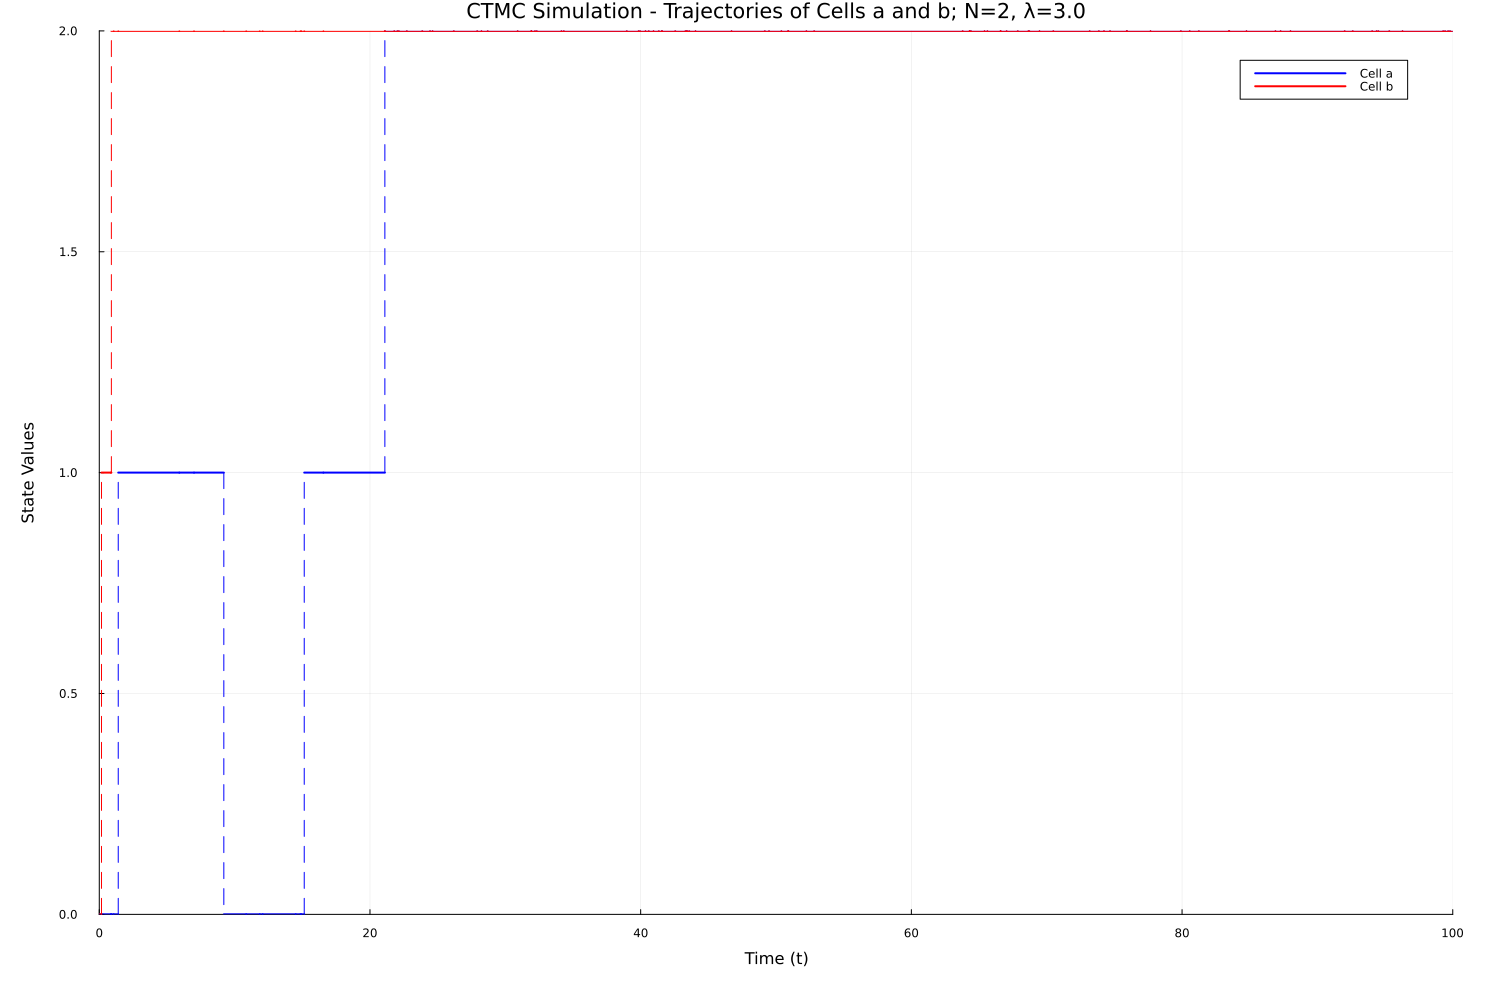 CTMC Simulation - Trajectories of Cells a and b; N=2, λ=3.0
2.0
Cell a
Cell b
1.5
State Values
1.0
0.5
0.0
0 20 40 60 80 100
Time (t)